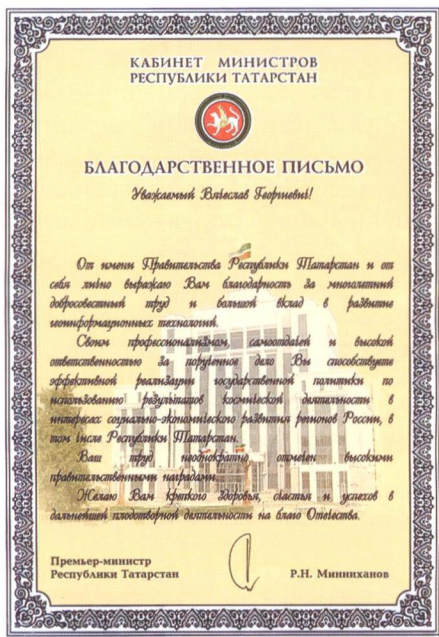 КАБИНЕТ МИНИСТРОВ
РЕСПУБЛИКИ ТАТАРСТАН
БЛАГОДАРСТВЕННОЕ ПИСЬМО
Уважаемый Вячеслав Георгиевич!
От имени Правительства Республики Татарстан и от
себя лично выражаю Вам благодарность за многолетний
добросовестный труд и большой вклад в развитие
геоинформационных технологий.
Своим профессионализмом, самоотдачей и высокой
ответственностью за порученное дело Вы способствуете
эффективной реализации государственной политики по
использованию результатов космической деятельности в
интересах социально-экономического развития регионов России, в
том числе Республики Татарстан.
Ваш труд неоднократно отмечен высокими
правительственными наградами.
Желаю Вам крепкого здоровья, счастья и успехов в
дальнейшей плодотворной деятельности на благо Отечества.
Премьер-министр
Республики Татарстан
Р.Н. Минниханов